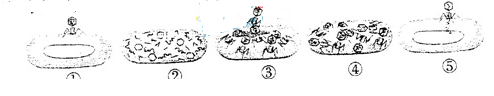 ① ② ③ ④ ⑤